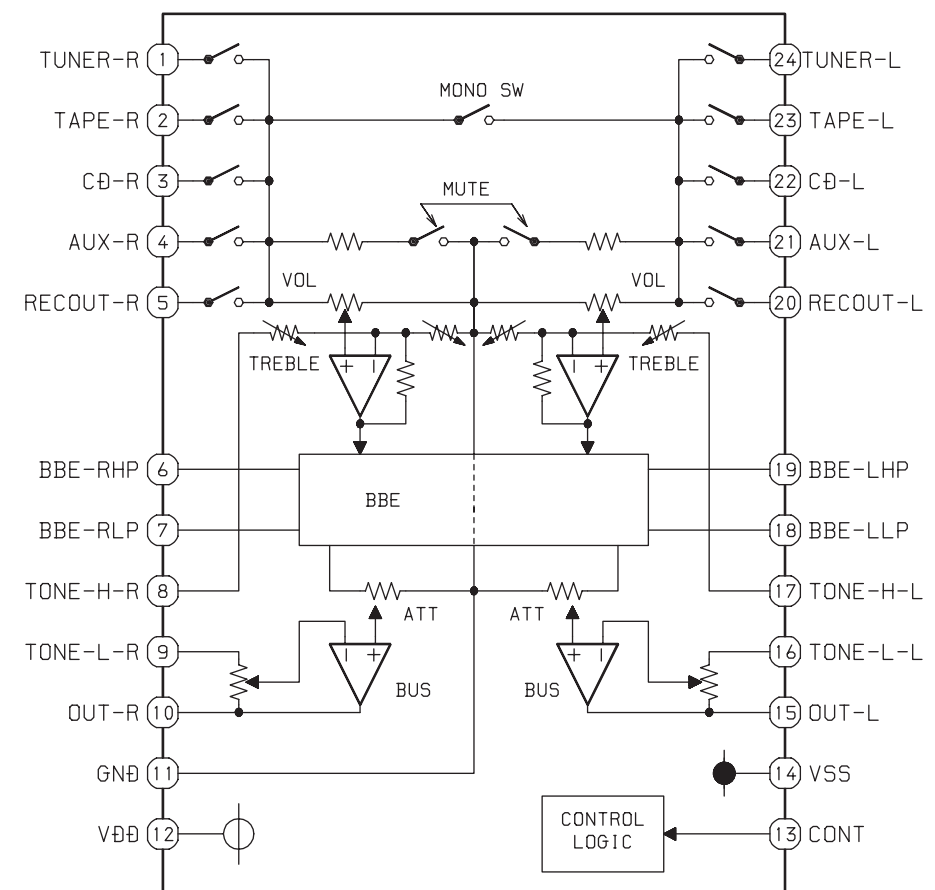 TUNER-R 1
24 TUNER-L
MONO SW
TAPE-R 2
23 TAPE-L
CD-R 3
22 CD-L
MUTE
AUX-R 4
21 AUX-L
VOL
VOL
RECOUT-R 5
20 RECOUT-L
TREBLE
+ −
− +
TREBLE
BBE-RHP 6
19 BBE-LHP
BBE
BBE-RLP 7
18 BBE-LLP
TONE-H-R 8
17 TONE-H-L
ATT
ATT
TONE-L-R 9
16 TONE-L-L
− +
+ −
BUS
BUS
OUT-R 10
15 OUT-L
GND 11
14 VSS
VDD 12
CONTROL
LOGIC
13 CONT